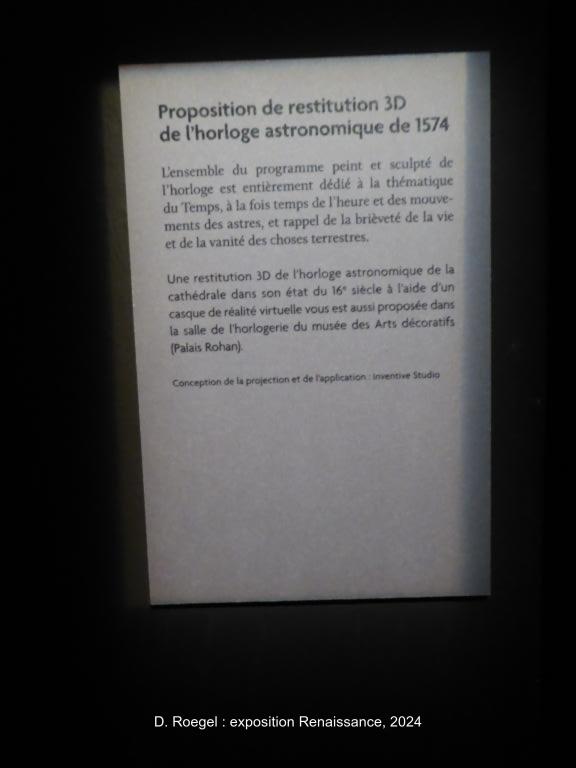 Proposition de restitution 3D
de l'horloge astronomique de 1574
L'ensemble du programme peint et sculpté de
l'horloge est entièrement dédié à la thématique
du Temps, à la fois temps de l'heure et des mouve-
ments des astres, et rappel de la brièveté de la vie
et de la vanité des choses terrestres.
Une restitution 3D de l'horloge astronomique de la
cathédrale dans son état du 16e siècle à l'aide d'un
casque de réalité virtuelle vous est aussi proposée dans
la salle de l'horlogerie du musée des Arts décoratifs
(Palais Rohan).
Conception de la projection et de l'application : Inventive Studio
D. Roegel : exposition Renaissance, 2024